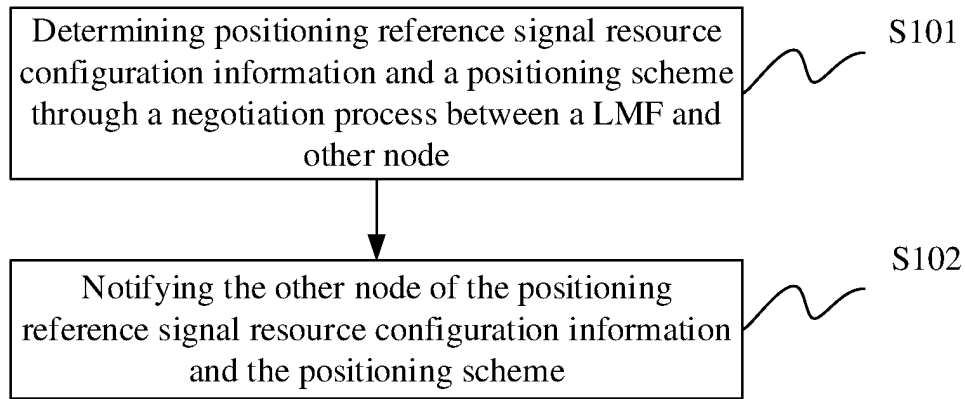 Determining positioning reference signal resource
configuration information and a positioning scheme
through a negotiation process between a LMF and
other node
S101
Notifying the other node of the positioning
reference signal resource configuration information
and the positioning scheme
S102